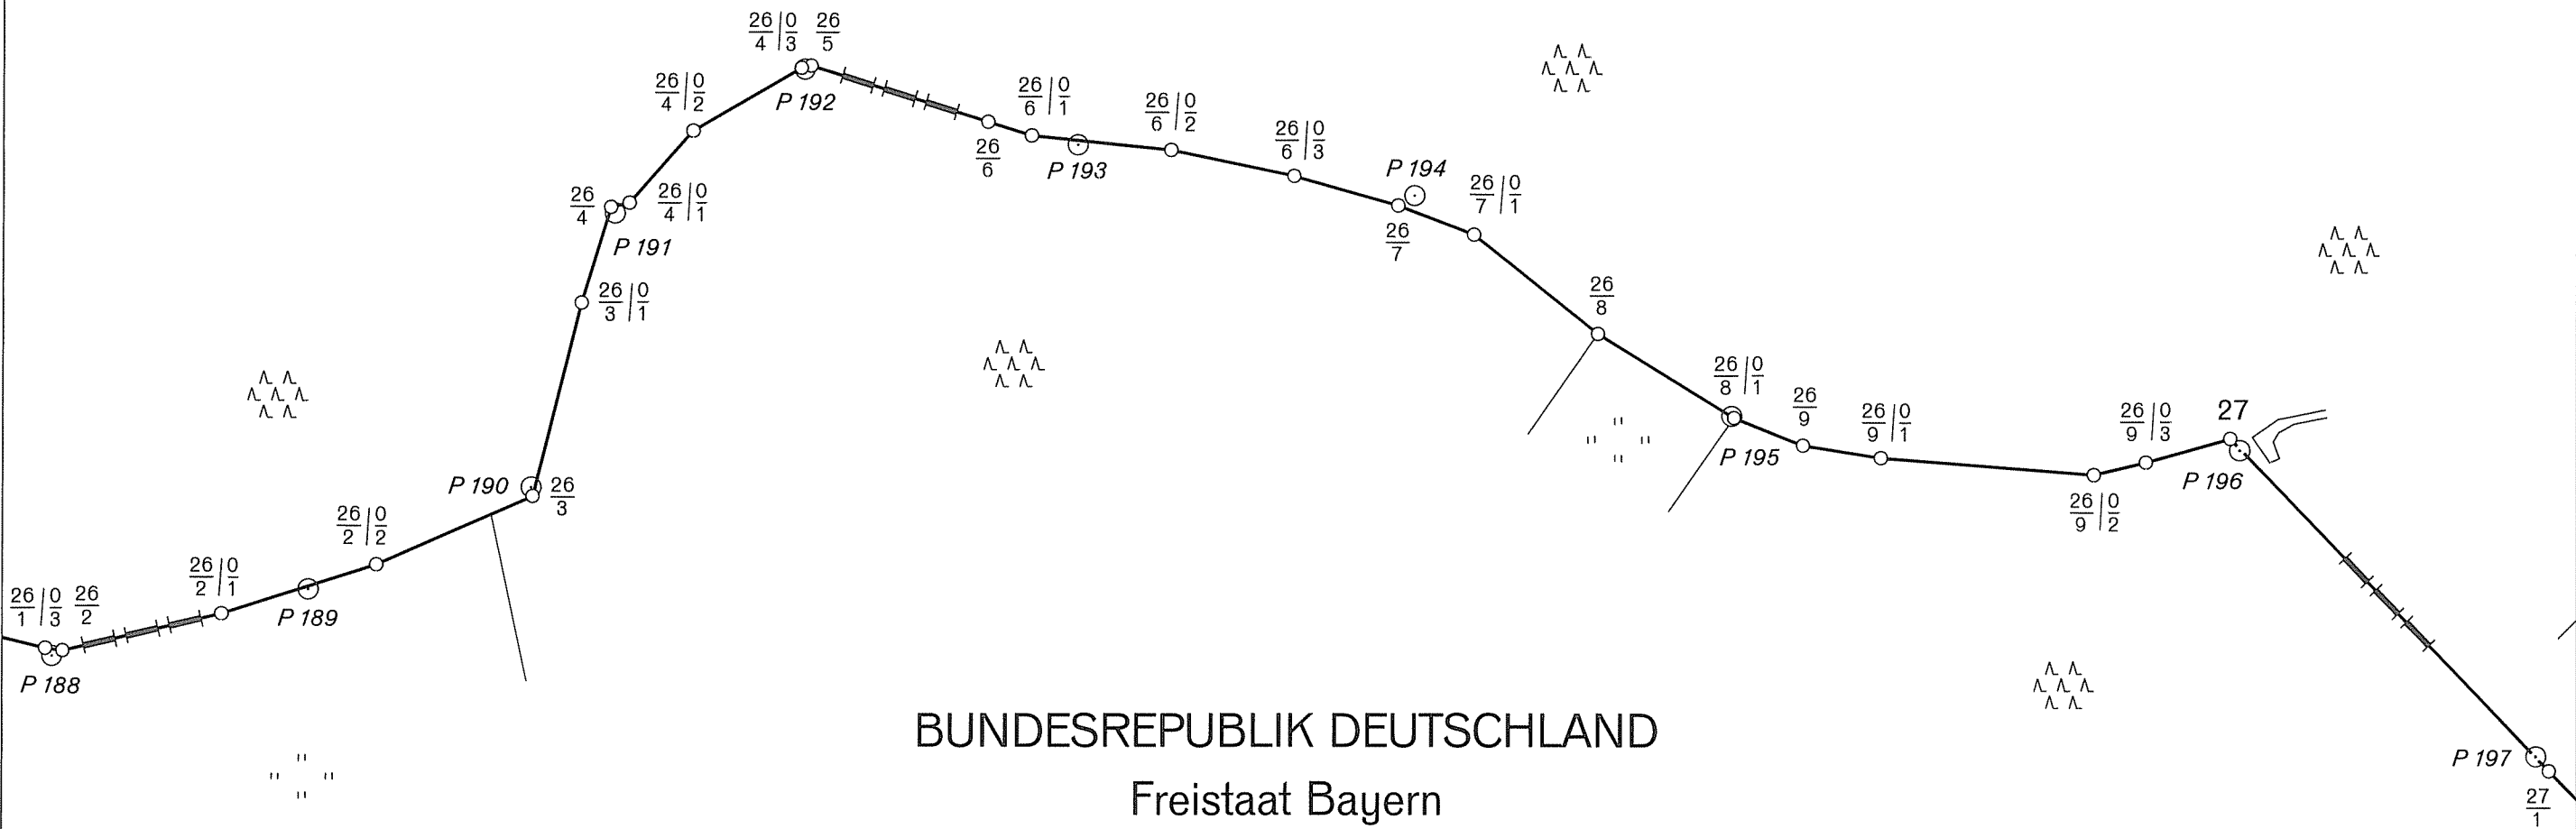 26/4|0/3 26/5
P 192
26/4|0/2
26/6|0/1
26/6|0/2
26/6
P 193
26/6|0/3
P 194
26/7|0/1
26/7
26/4 26/4|0/1
P 191
26/3|0/1
26/8
26/8|0/1
P 195
26/9
26/9|0/1
26/9|0/3
27
P 196
26/9|0/2
P 190 26/3
26/2|0/2
26/2|0/1
P 189
26/1|0/3 26/2
P 188
BUNDESREPUBLIK DEUTSCHLAND
Freistaat Bayern
P 197
27/1